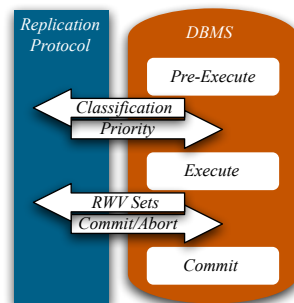 Replication
Protocol
DBMS
Pre-Execute
Classification
Priority
Execute
RWV Sets
Commit/Abort
Commit